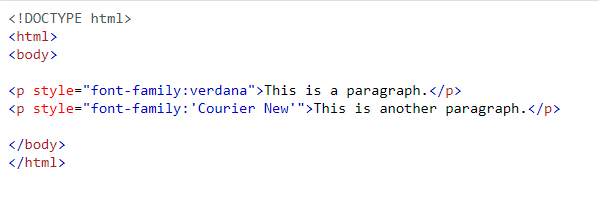 <!DOCTYPE html>
<html>
<body>
<p style="font-family:verdana">This is a paragraph.</p>
<p style="font-family:'Courier New'">This is another paragraph.</p>
</body>
</html>